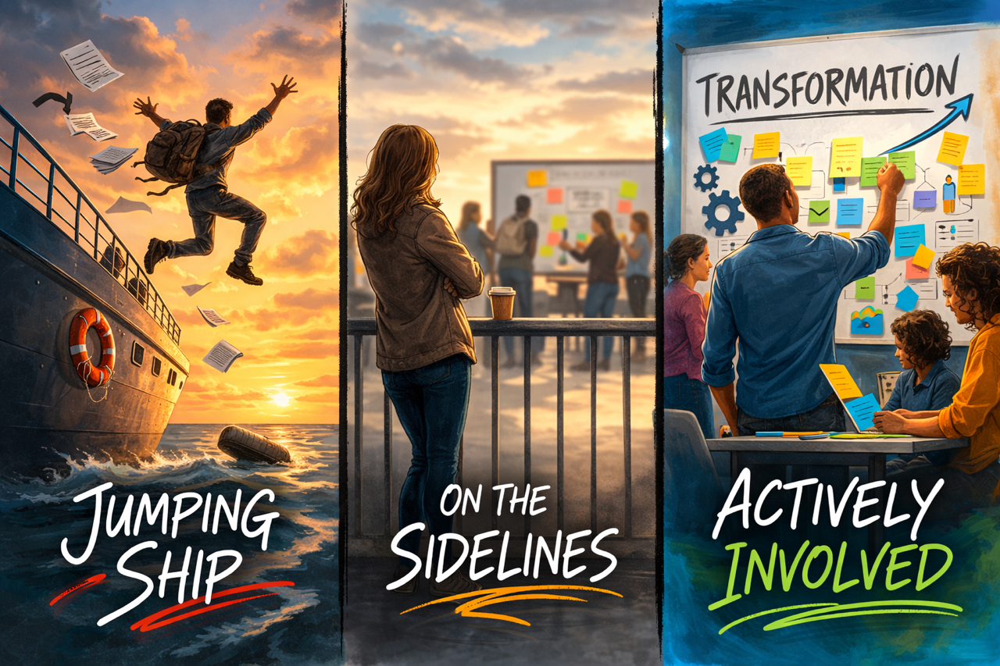 JUMPING
SHIP
ON THE
SIDELINES
TRANSFORMATION
ACTIVELY
INVOLVED